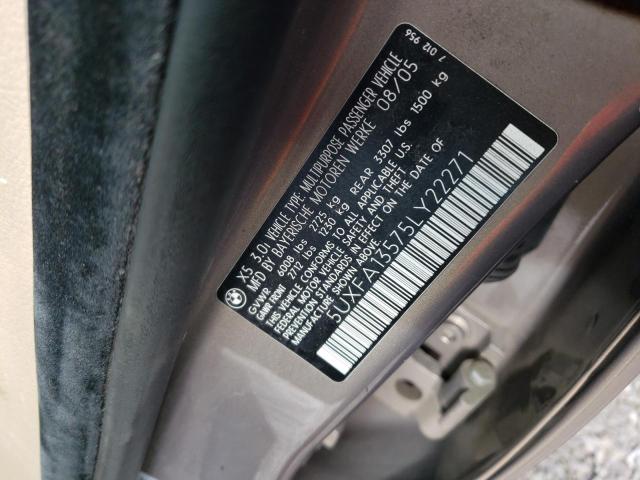 7 012 956
X5 3.0i VEHICLE TYPE: MULTIPURPOSE PASSENGER VEHICLE
MFD BY BAYERISCHE MOTOREN WERKE 08/05
GVWR 6008 lbs 2725 kg
GAWR FRONT 2712 lbs 1230 kg REAR 3307 lbs 1500 kg
THIS VEHICLE CONFORMS TO ALL APPLICABLE U.S.
FEDERAL MOTOR VEHICLE SAFETY AND THEFT
PREVENTION STANDARDS IN EFFECT ON THE DATE OF
MANUFACTURE SHOWN ABOVE
5UXFA13575LY22271